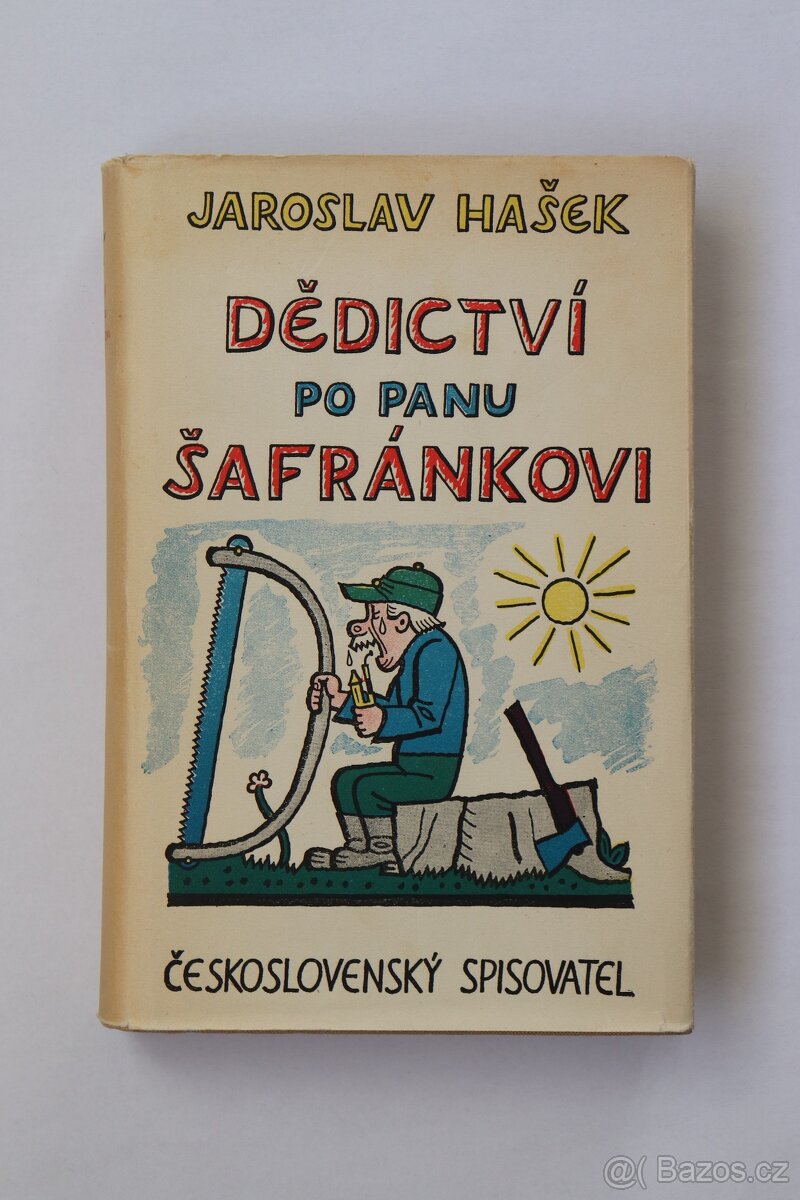 JAROSLAV HAŠEK
DĚDICTVÍ
PO PANU
ŠAFRÁNKOVI
ČESKOSLOVENSKÝ SPISOVATEL
@( Bazos.cz